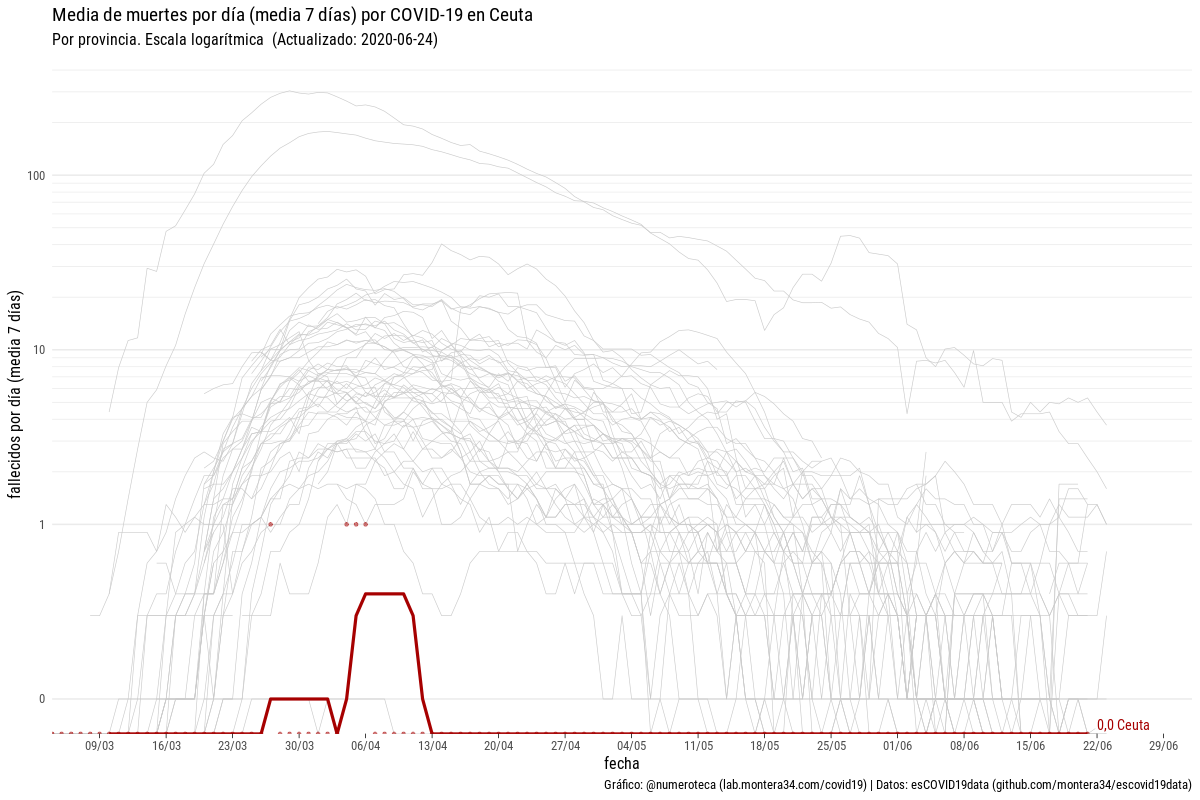 Media de muertes por día (media 7 días) por COVID-19 en Ceuta
Por provincia. Escala logarítmica  (Actualizado: 2020-06-24)
fallecidos por día (media  7 días)
100
10
1
0
0,0 Ceuta
09/03 16/03 23/03 30/03 06/04 13/04 20/04 27/04 04/05 11/05 18/05 25/05 01/06 08/06 15/06 22/06 29/06
fecha
Gráfico: @numeroteca (lab.montera34.com/covid19) | Datos: esCOVID19data (github.com/montera34/escovid19data)